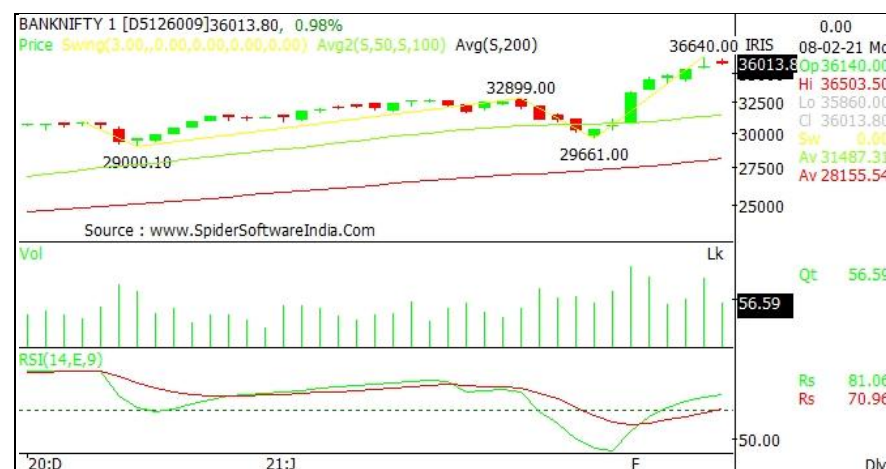 BANKNIFTY 1 [D5126009]36013.80, 0.98%
0.00
Price Swing(3.00,,0.00,0.00,0.00,0.00) Avg2(S,50,S,100) Avg(S,200)
36640.00 IRIS
08-02-21 Mo
36013.8
Op 36140.00
Hi 36503.50
32899.00
32500
Lo 35860.00
Cl 36013.80
30000
Sw 0.00
29000.10
29661.00
27500
Av 31487.31
Av 28155.54
25000
Source : www.SpiderSoftwareIndia.Com
Vol
Lk
56.59
Qt 56.59
RSI(14,E,9)
Rs 81.06
Rs 70.96
50.00
20:D 21:J F Dly